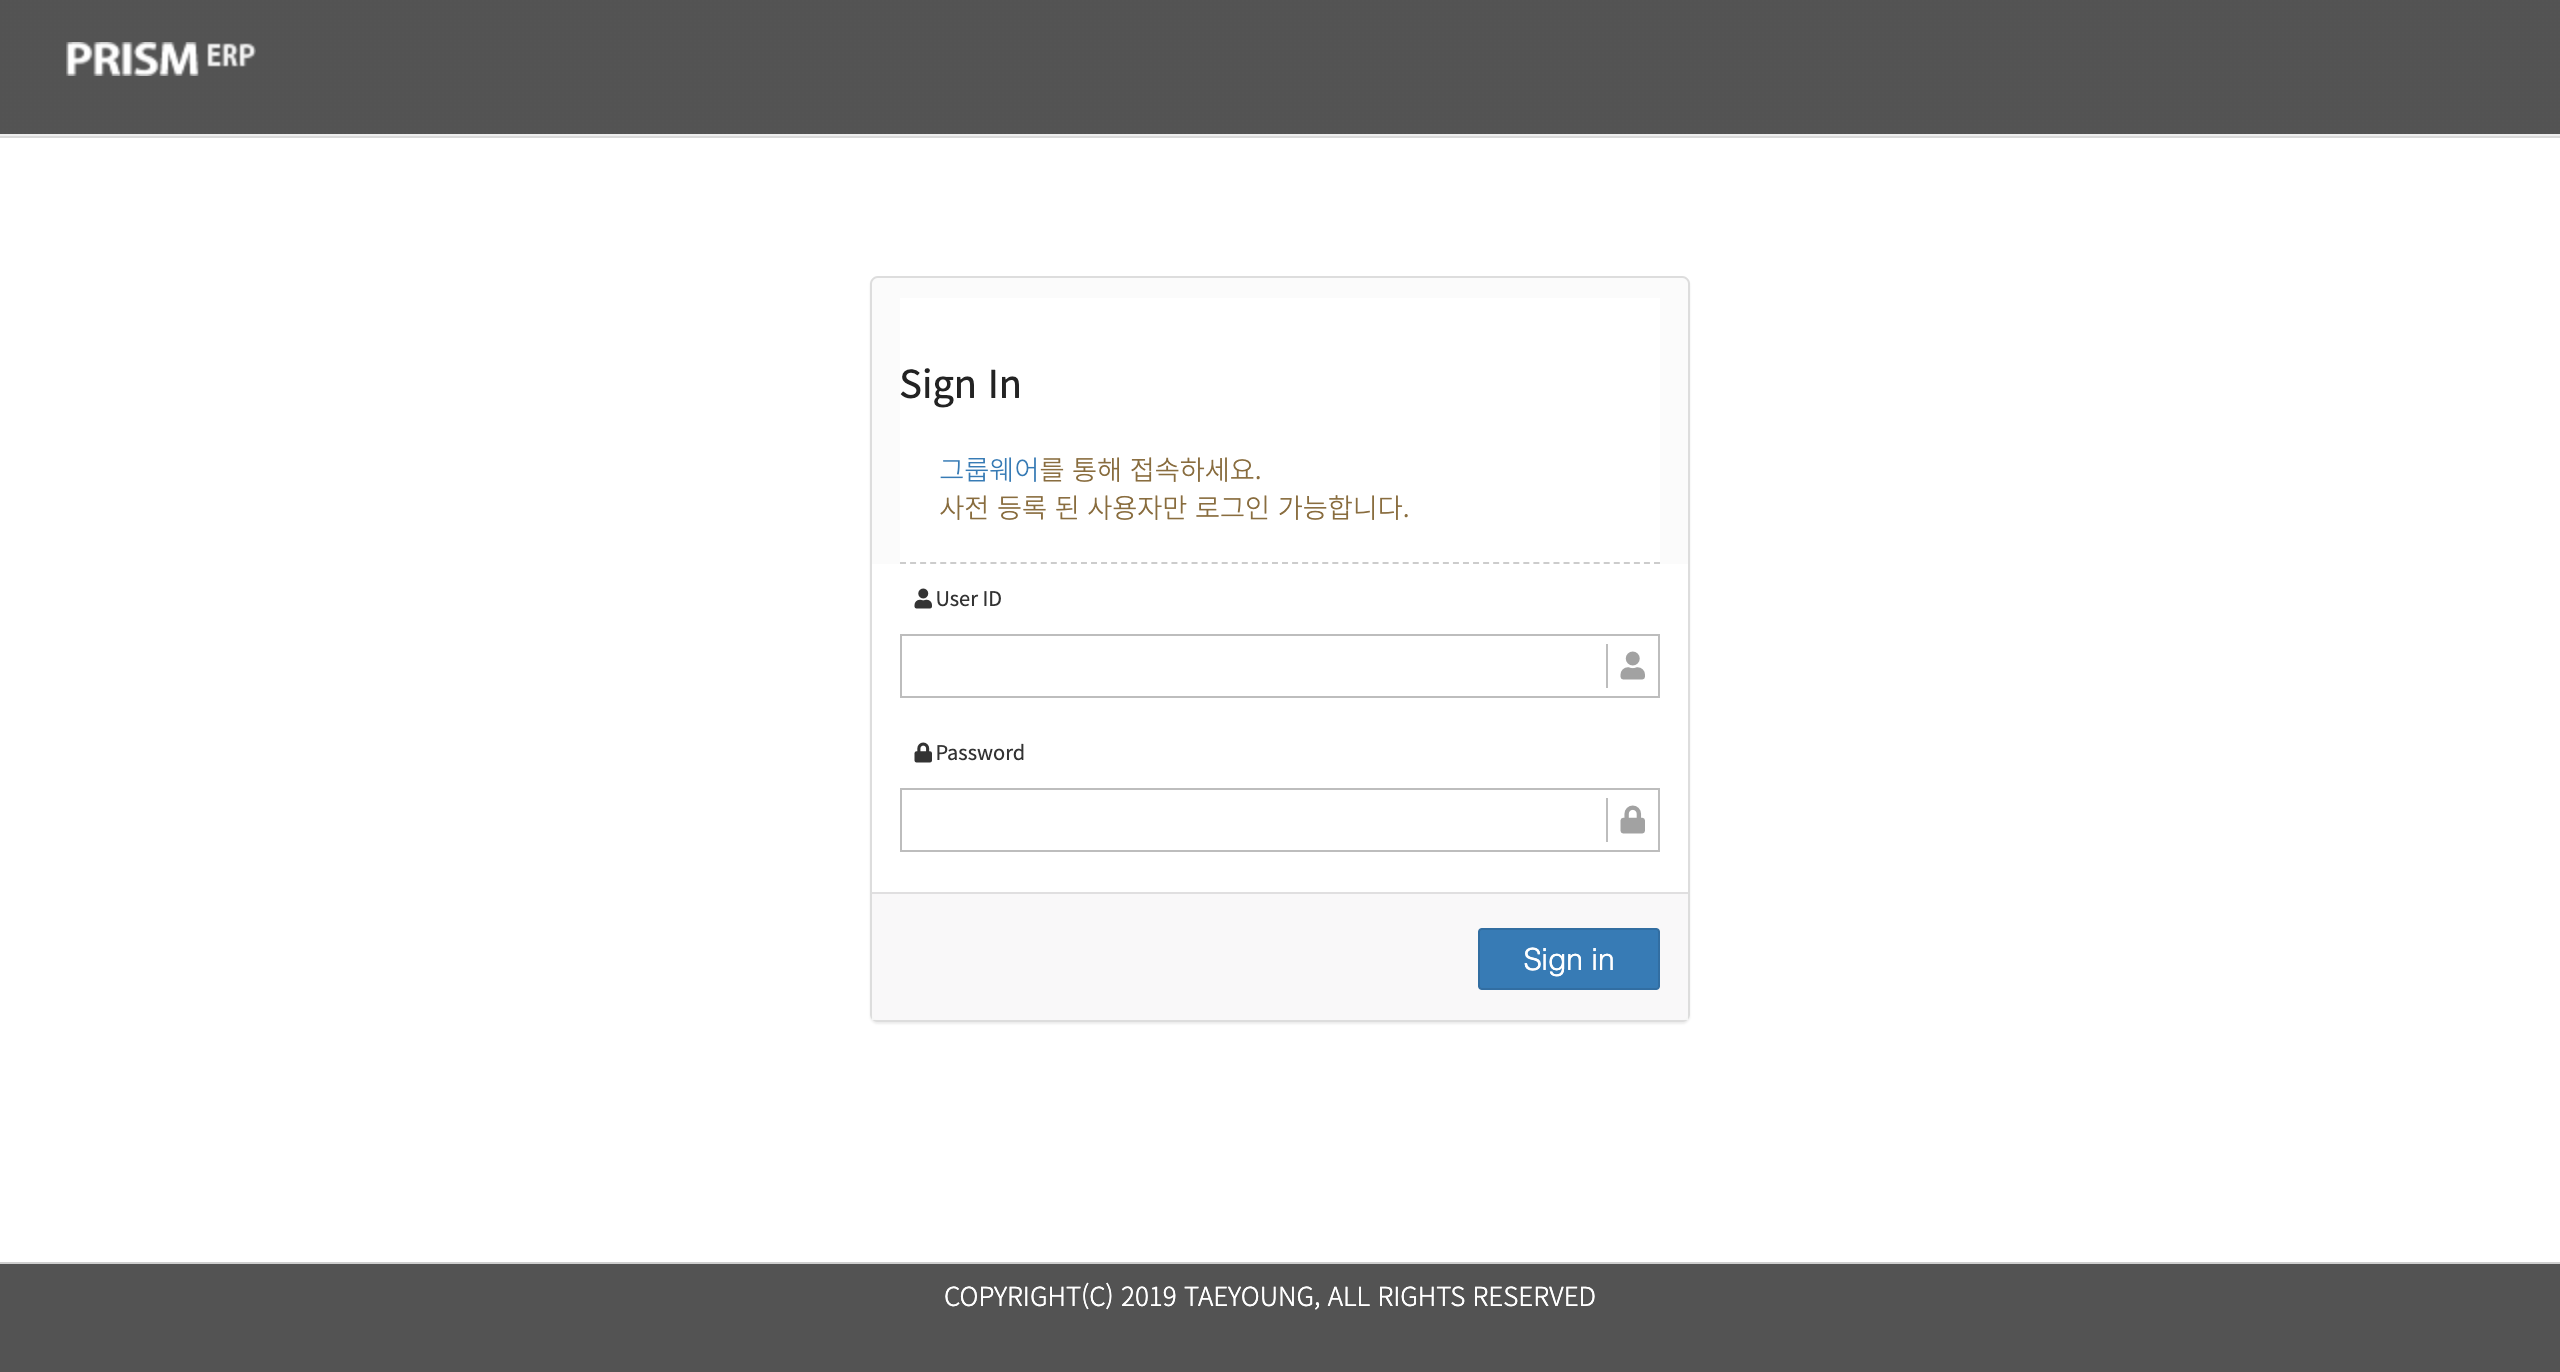 PRISM ERP
Sign In
그룹웨어를 통해 접속하세요.
사전 등록 된 사용자만 로그인 가능합니다.
User ID
Password
Sign in
COPYRIGHT(C) 2019 TAEYOUNG, ALL RIGHTS RESERVED